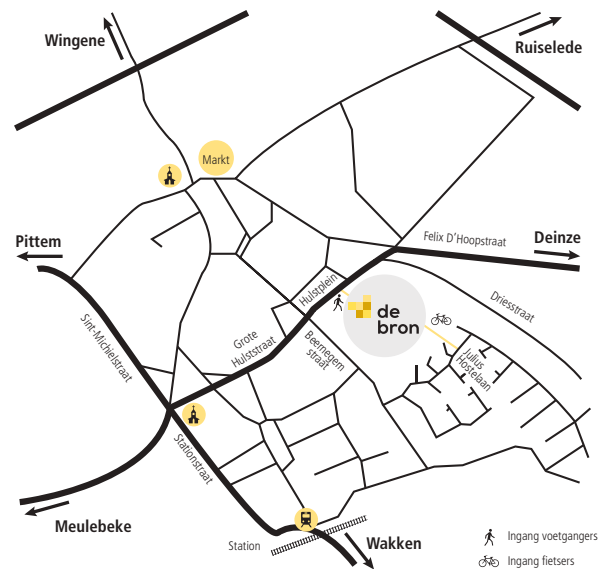 Wingene
Ruiselede
Markt
Pittem
Felix D'Hoopstraat
Deinze
Hulstplein
de
bron
Driesstraat
Sint-Michielstraat
Grote
Hulststraat
Beernegem
straat
Julius
Hostelaan
Stationstraat
Meulebeke
Station
Wakken
Ingang voetgangers
Ingang fietsers